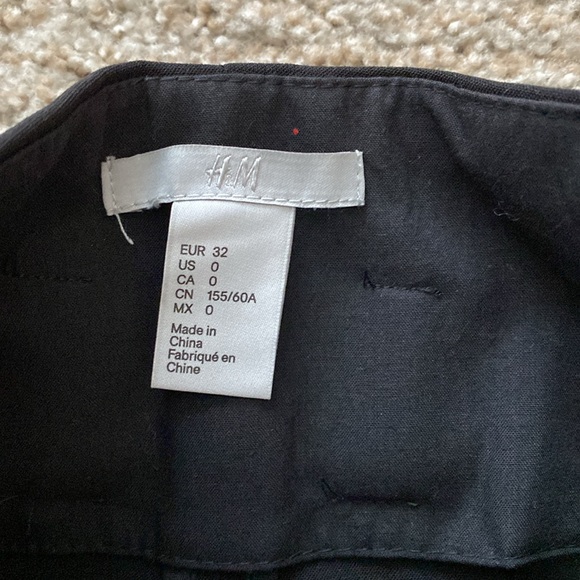 H&M
EUR 32
US 0
CA 0
CN 155/60A
MX 0
Made in
China
Fabriqué en
Chine